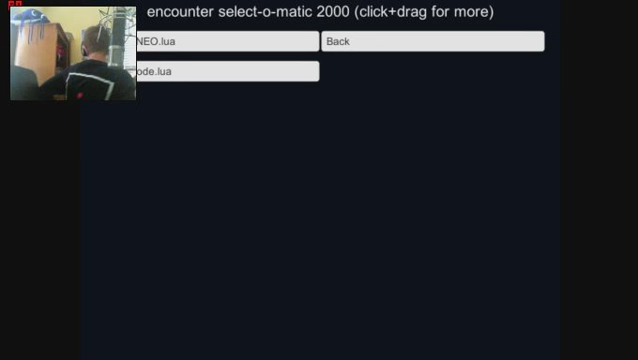 encounter select-o-matic 2000 (click+drag for more)
NEO.lua
Back
ode.lua